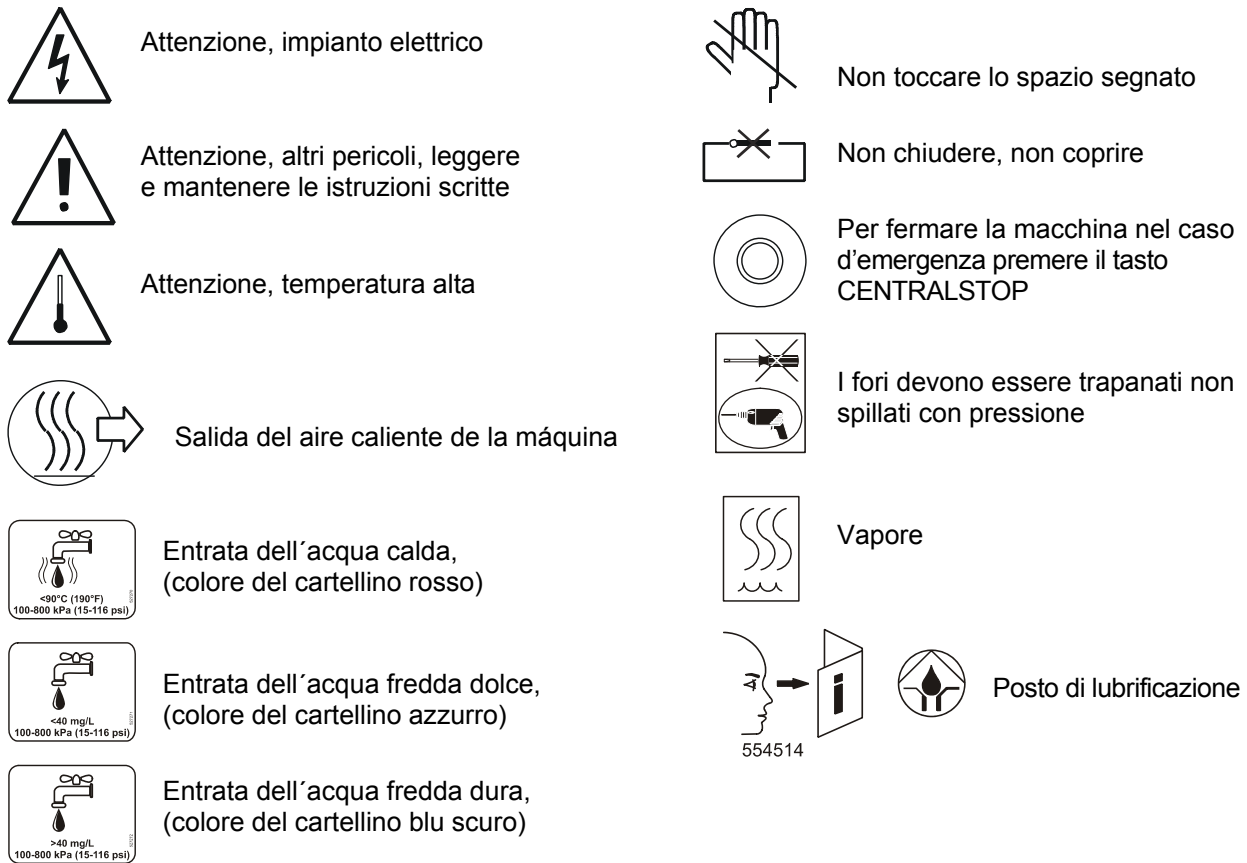 Attenzione, impianto elettrico
Attenzione, altri pericoli, leggere
e mantenere le istruzioni scritte
Attenzione, temperatura alta
Salida del aire caliente de la máquina
<90°C (190°F)
100-800 kPa (15-116 psi)
Entrata dell´acqua calda,
(colore del cartellino rosso)
<40 mg/L
100-800 kPa (15-116 psi)
Entrata dell´acqua fredda dolce,
(colore del cartellino azzurro)
>40 mg/L
100-800 kPa (15-116 psi)
Entrata dell´acqua fredda dura,
(colore del cartellino blu scuro)
Non toccare lo spazio segnato
Non chiudere, non coprire
Per fermare la macchina nel caso
d’emergenza premere il tasto
CENTRALSTOP
I fori devono essere trapanati non
spillati con pressione
Vapore
i
554514
Posto di lubrificazione